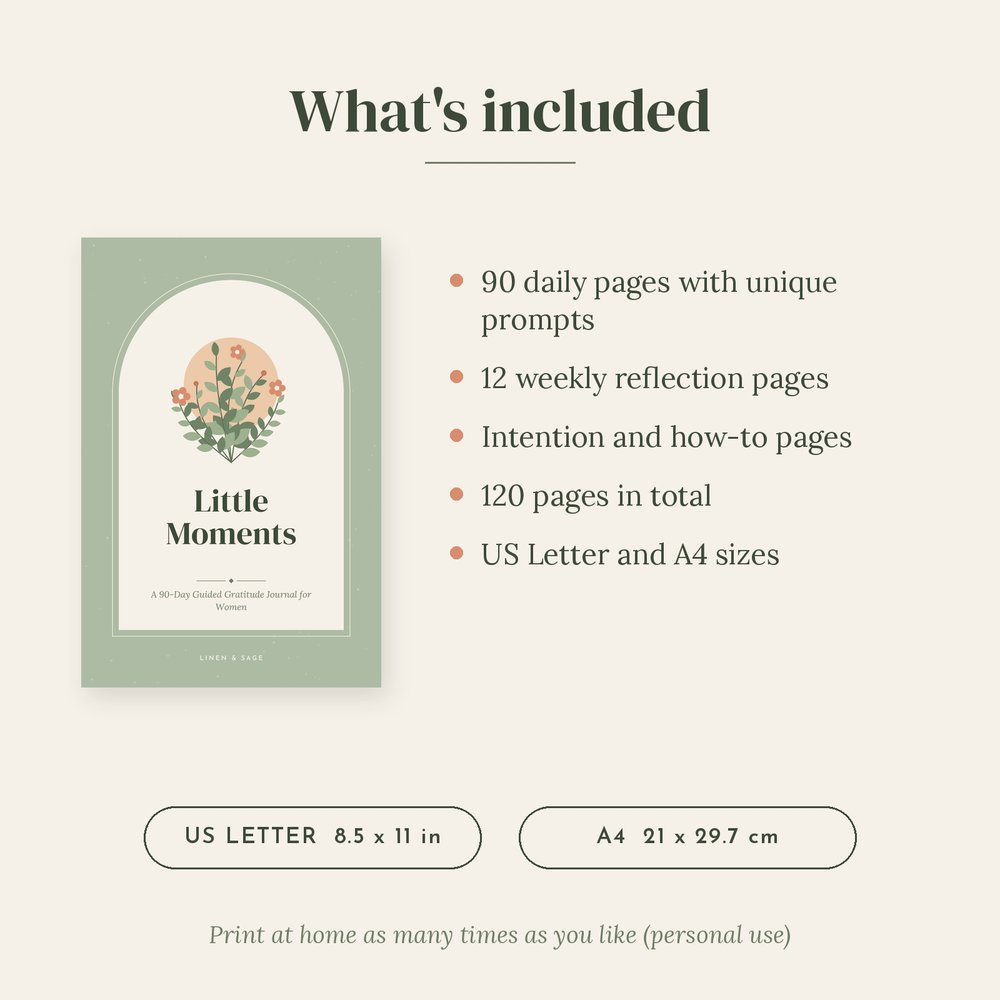 What's included
Little
Moments
A 90-Day Guided Gratitude Journal for
Women
LINEN & SAGE
90 daily pages with unique
prompts
12 weekly reflection pages
Intention and how-to pages
120 pages in total
US Letter and A4 sizes
US LETTER 8.5 x 11 in
A4 21 x 29.7 cm
Print at home as many times as you like (personal use)